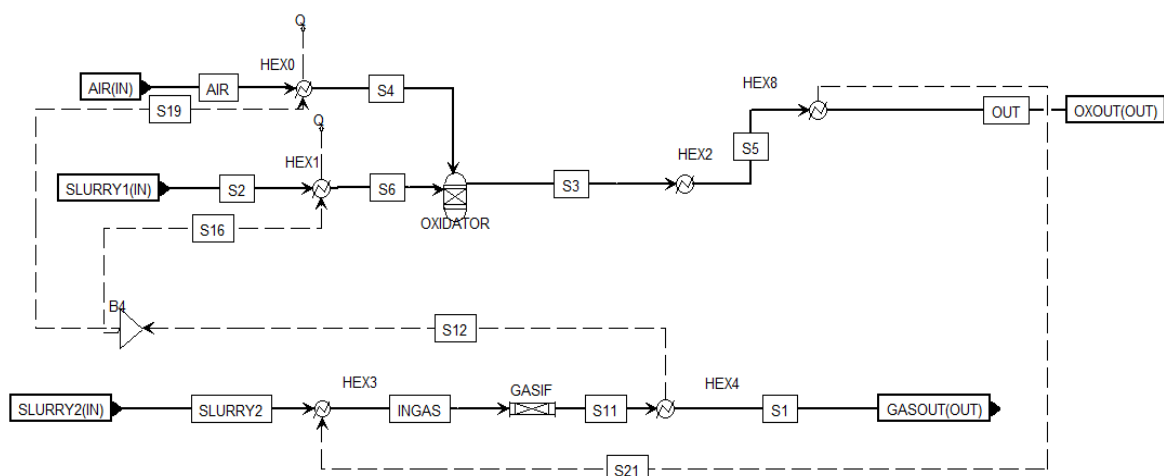 Q
HEX0
HEX8
AIR(IN)
AIR
S4
S19
OUT
OXOUT(OUT)
Q
HEX1
HEX2
S5
SLURRY1(IN)
S2
S6
S3
OXIDATOR
S16
B4
S12
HEX3
GASIF
HEX4
SLURRY2(IN)
SLURRY2
INGAS
S11
S1
GASOUT(OUT)
S21